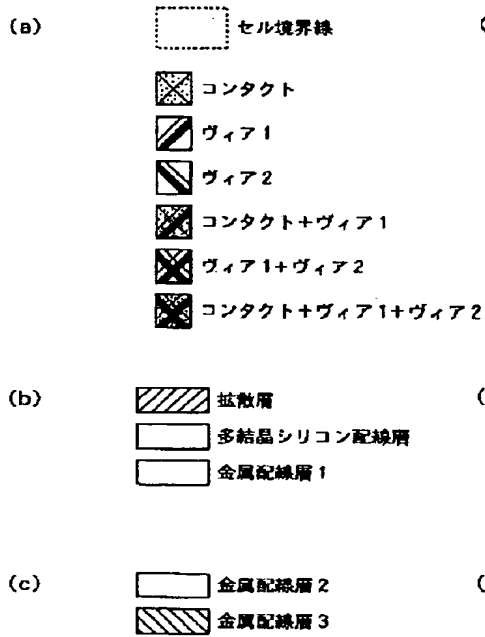 (a) セル境界線 (
コンタクト
ヴィア1
ヴィア2
コンタクト+ヴィア1
ヴィア1+ヴィア2
コンタクト+ヴィア1+ヴィア2
(b) 拡散層 (
多結晶シリコン配線層
金属配線層1
(c) 金属配線層2 (
金属配線層3